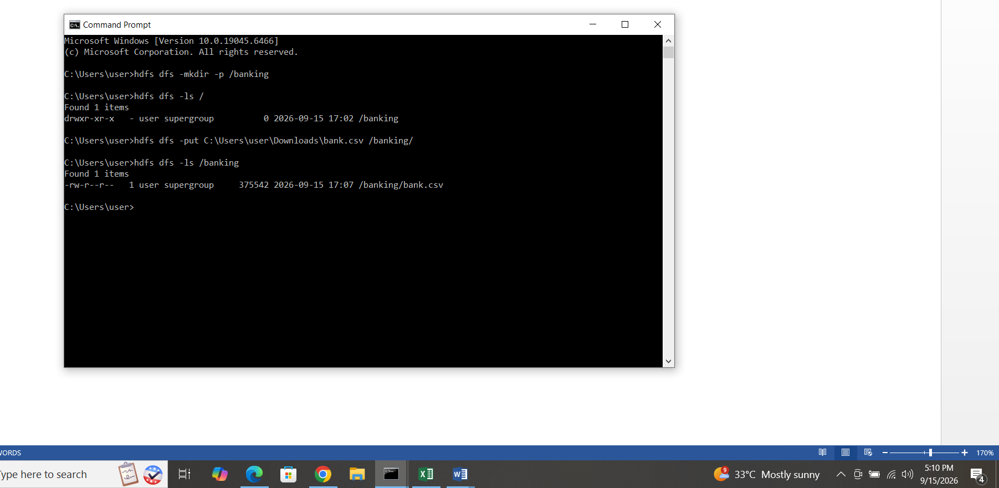 Command Prompt
Microsoft Windows [Version 10.0.19045.6466]
(c) Microsoft Corporation. All rights reserved.
C:\Users\user>hdfs dfs -mkdir -p /banking
C:\Users\user>hdfs dfs -ls /
Found 1 items
drwxr-xr-x   - user supergroup          0 2026-09-15 17:02 /banking
C:\Users\user>hdfs dfs -put C:\Users\user\Downloads\bank.csv /banking/
C:\Users\user>hdfs dfs -ls /banking
Found 1 items
-rw-r--r--   1 user supergroup     375542 2026-09-15 17:07 /banking/bank.csv
C:\Users\user>
WORDS
170%
Type here to search
9
33°C Mostly sunny
5:10 PM
9/15/2026
4